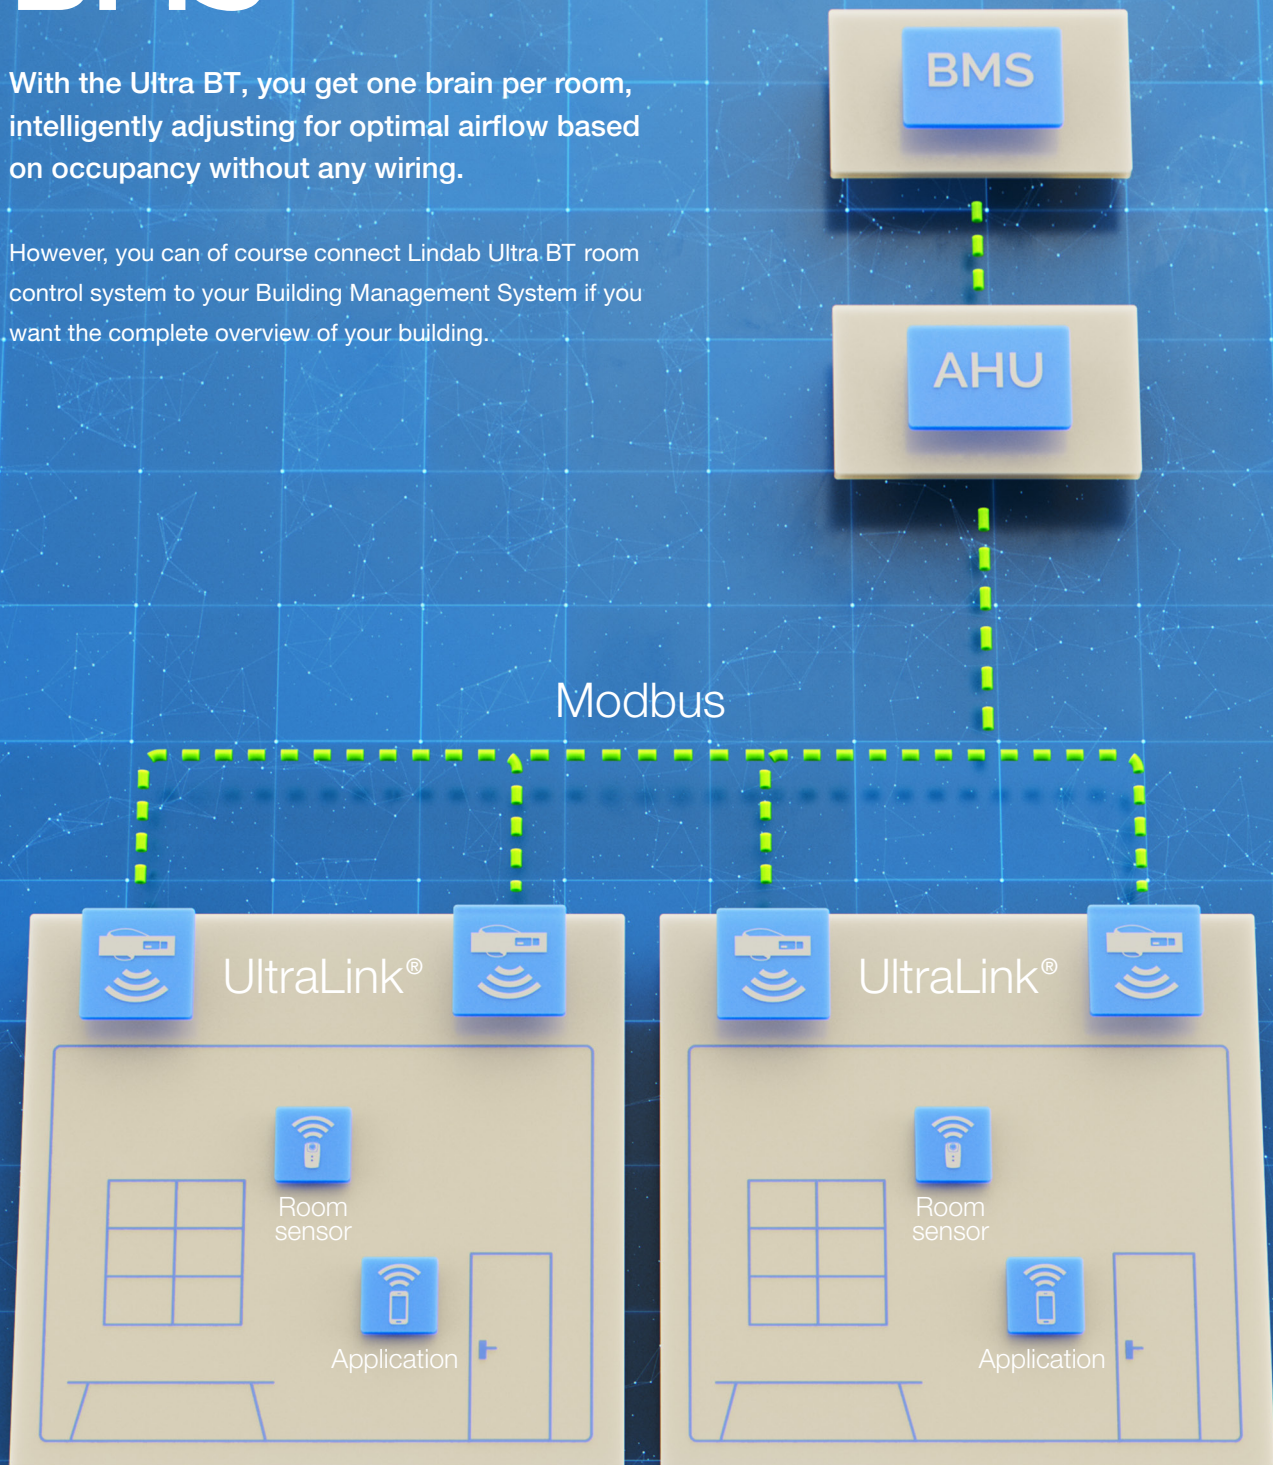 With the Ultra BT, you get one brain per room,
intelligently adjusting for optimal airflow based
on occupancy without any wiring.
However, you can of course connect Lindab Ultra BT room
control system to your Building Management System if you
want the complete overview of your building.
BMS
AHU
Modbus
UltraLink®
UltraLink®
Room
sensor
Room
sensor
Application
Application